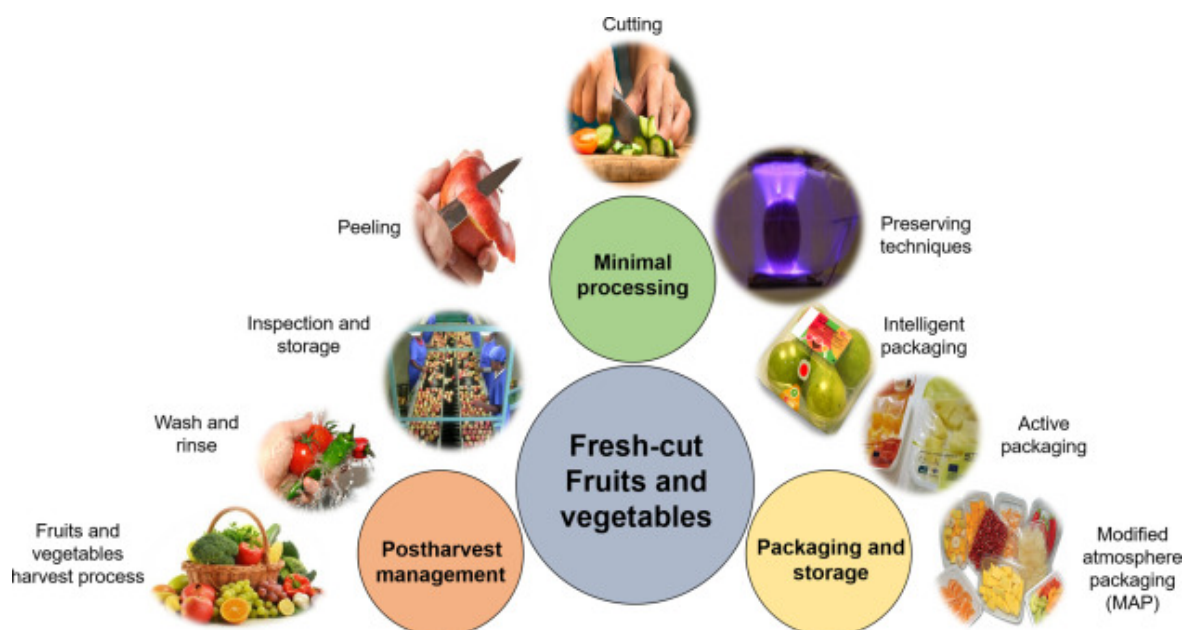 Cutting
Peeling
Preserving
techniques
Minimal
processing
Inspection and
storage
Intelligent
packaging
Wash and
rinse
Active
packaging
Fresh-cut
Fruits and
vegetables
Fruits and
vegetables
harvest process
Postharvest
management
Packaging and
storage
Modified
atmosphere
packaging
(MAP)